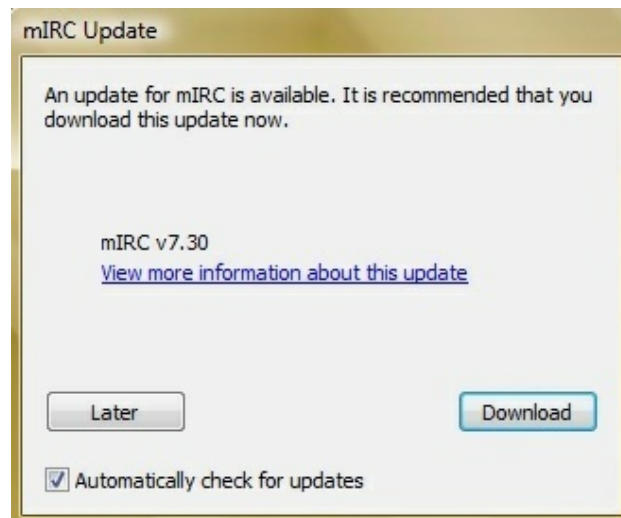 mIRC Update
An update for mIRC is available. It is recommended that you
download this update now.
mIRC v7.30
View more information about this update
Later
Download
Automatically check for updates